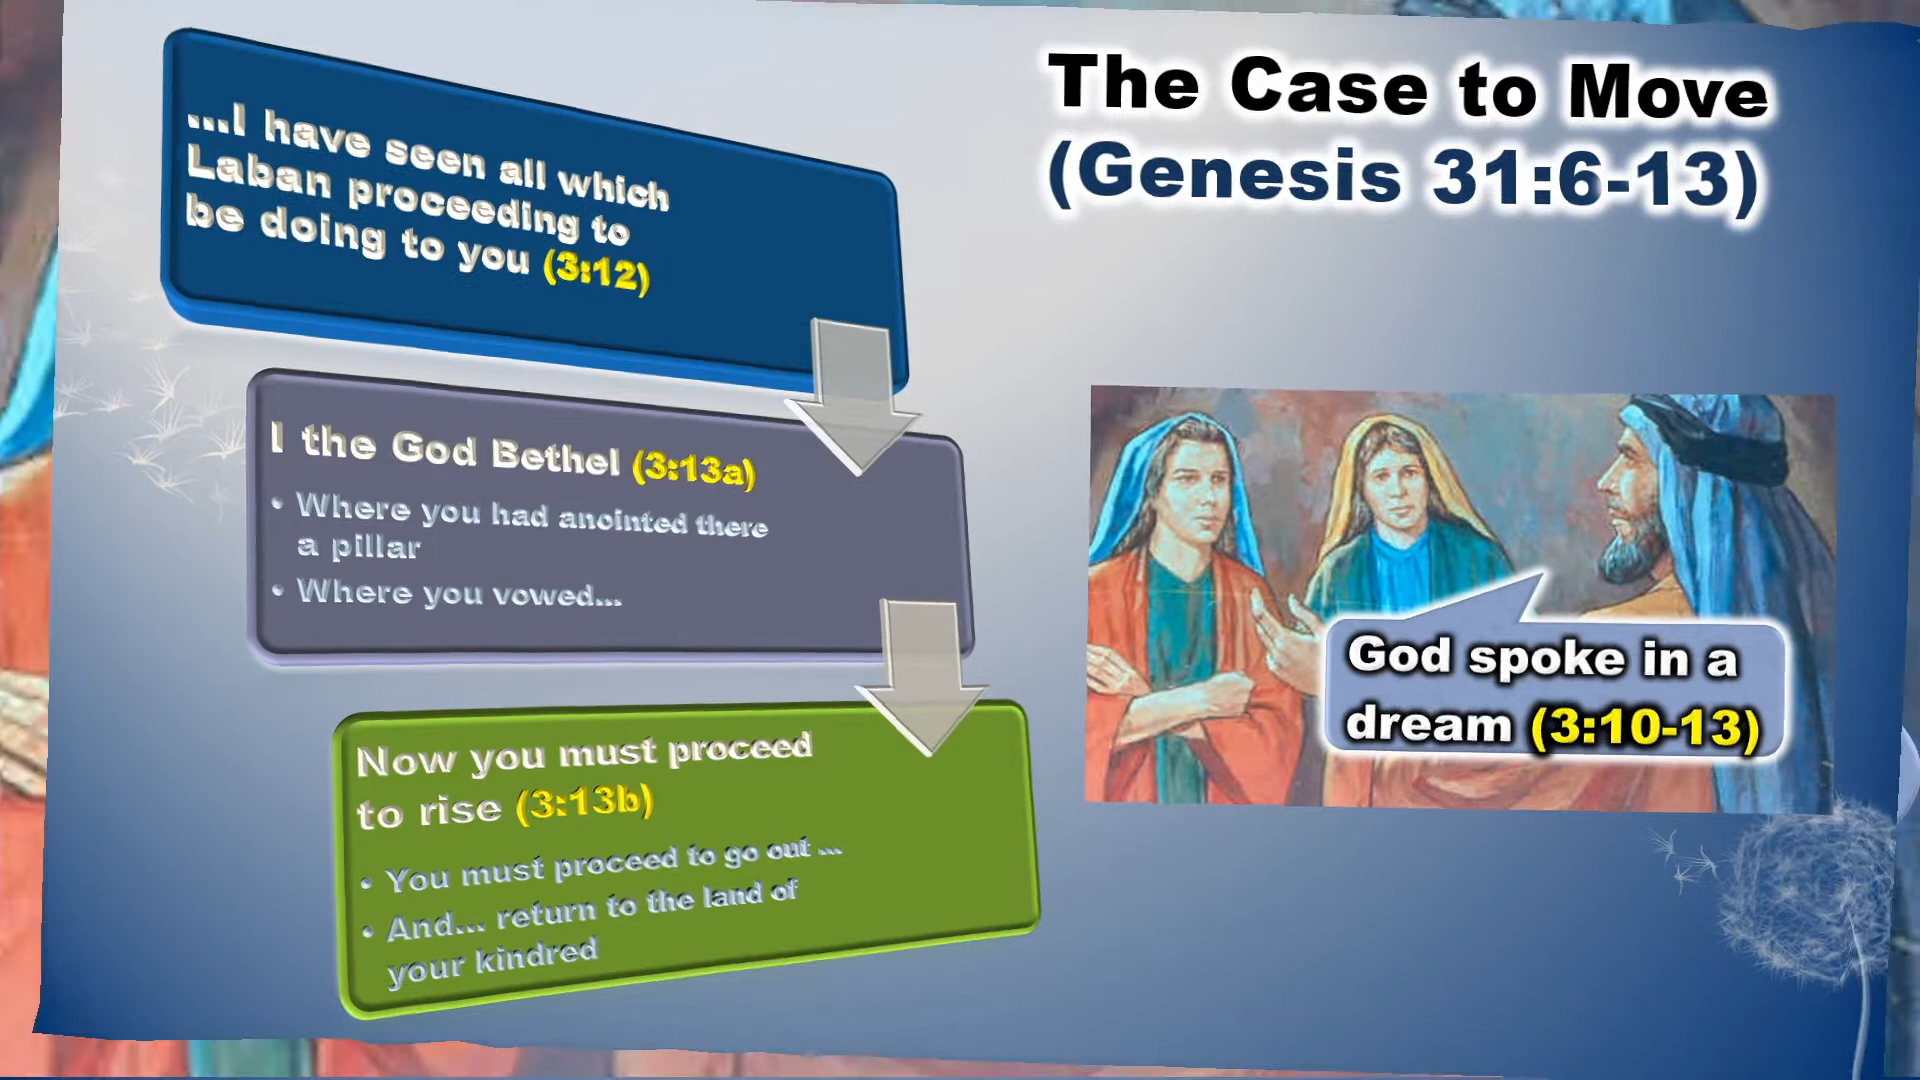 The Case to Move
(Genesis 31:6-13)
...I have seen all which
Laban proceeding to
be doing to you (3:12)
I the God Bethel (3:13a)
• Where you had anointed there
a pillar
• Where you vowed...
Now you must proceed
to rise (3:13b)
• You must proceed to go out ...
• And... return to the land of
your kindred
God spoke in a
dream (3:10-13)